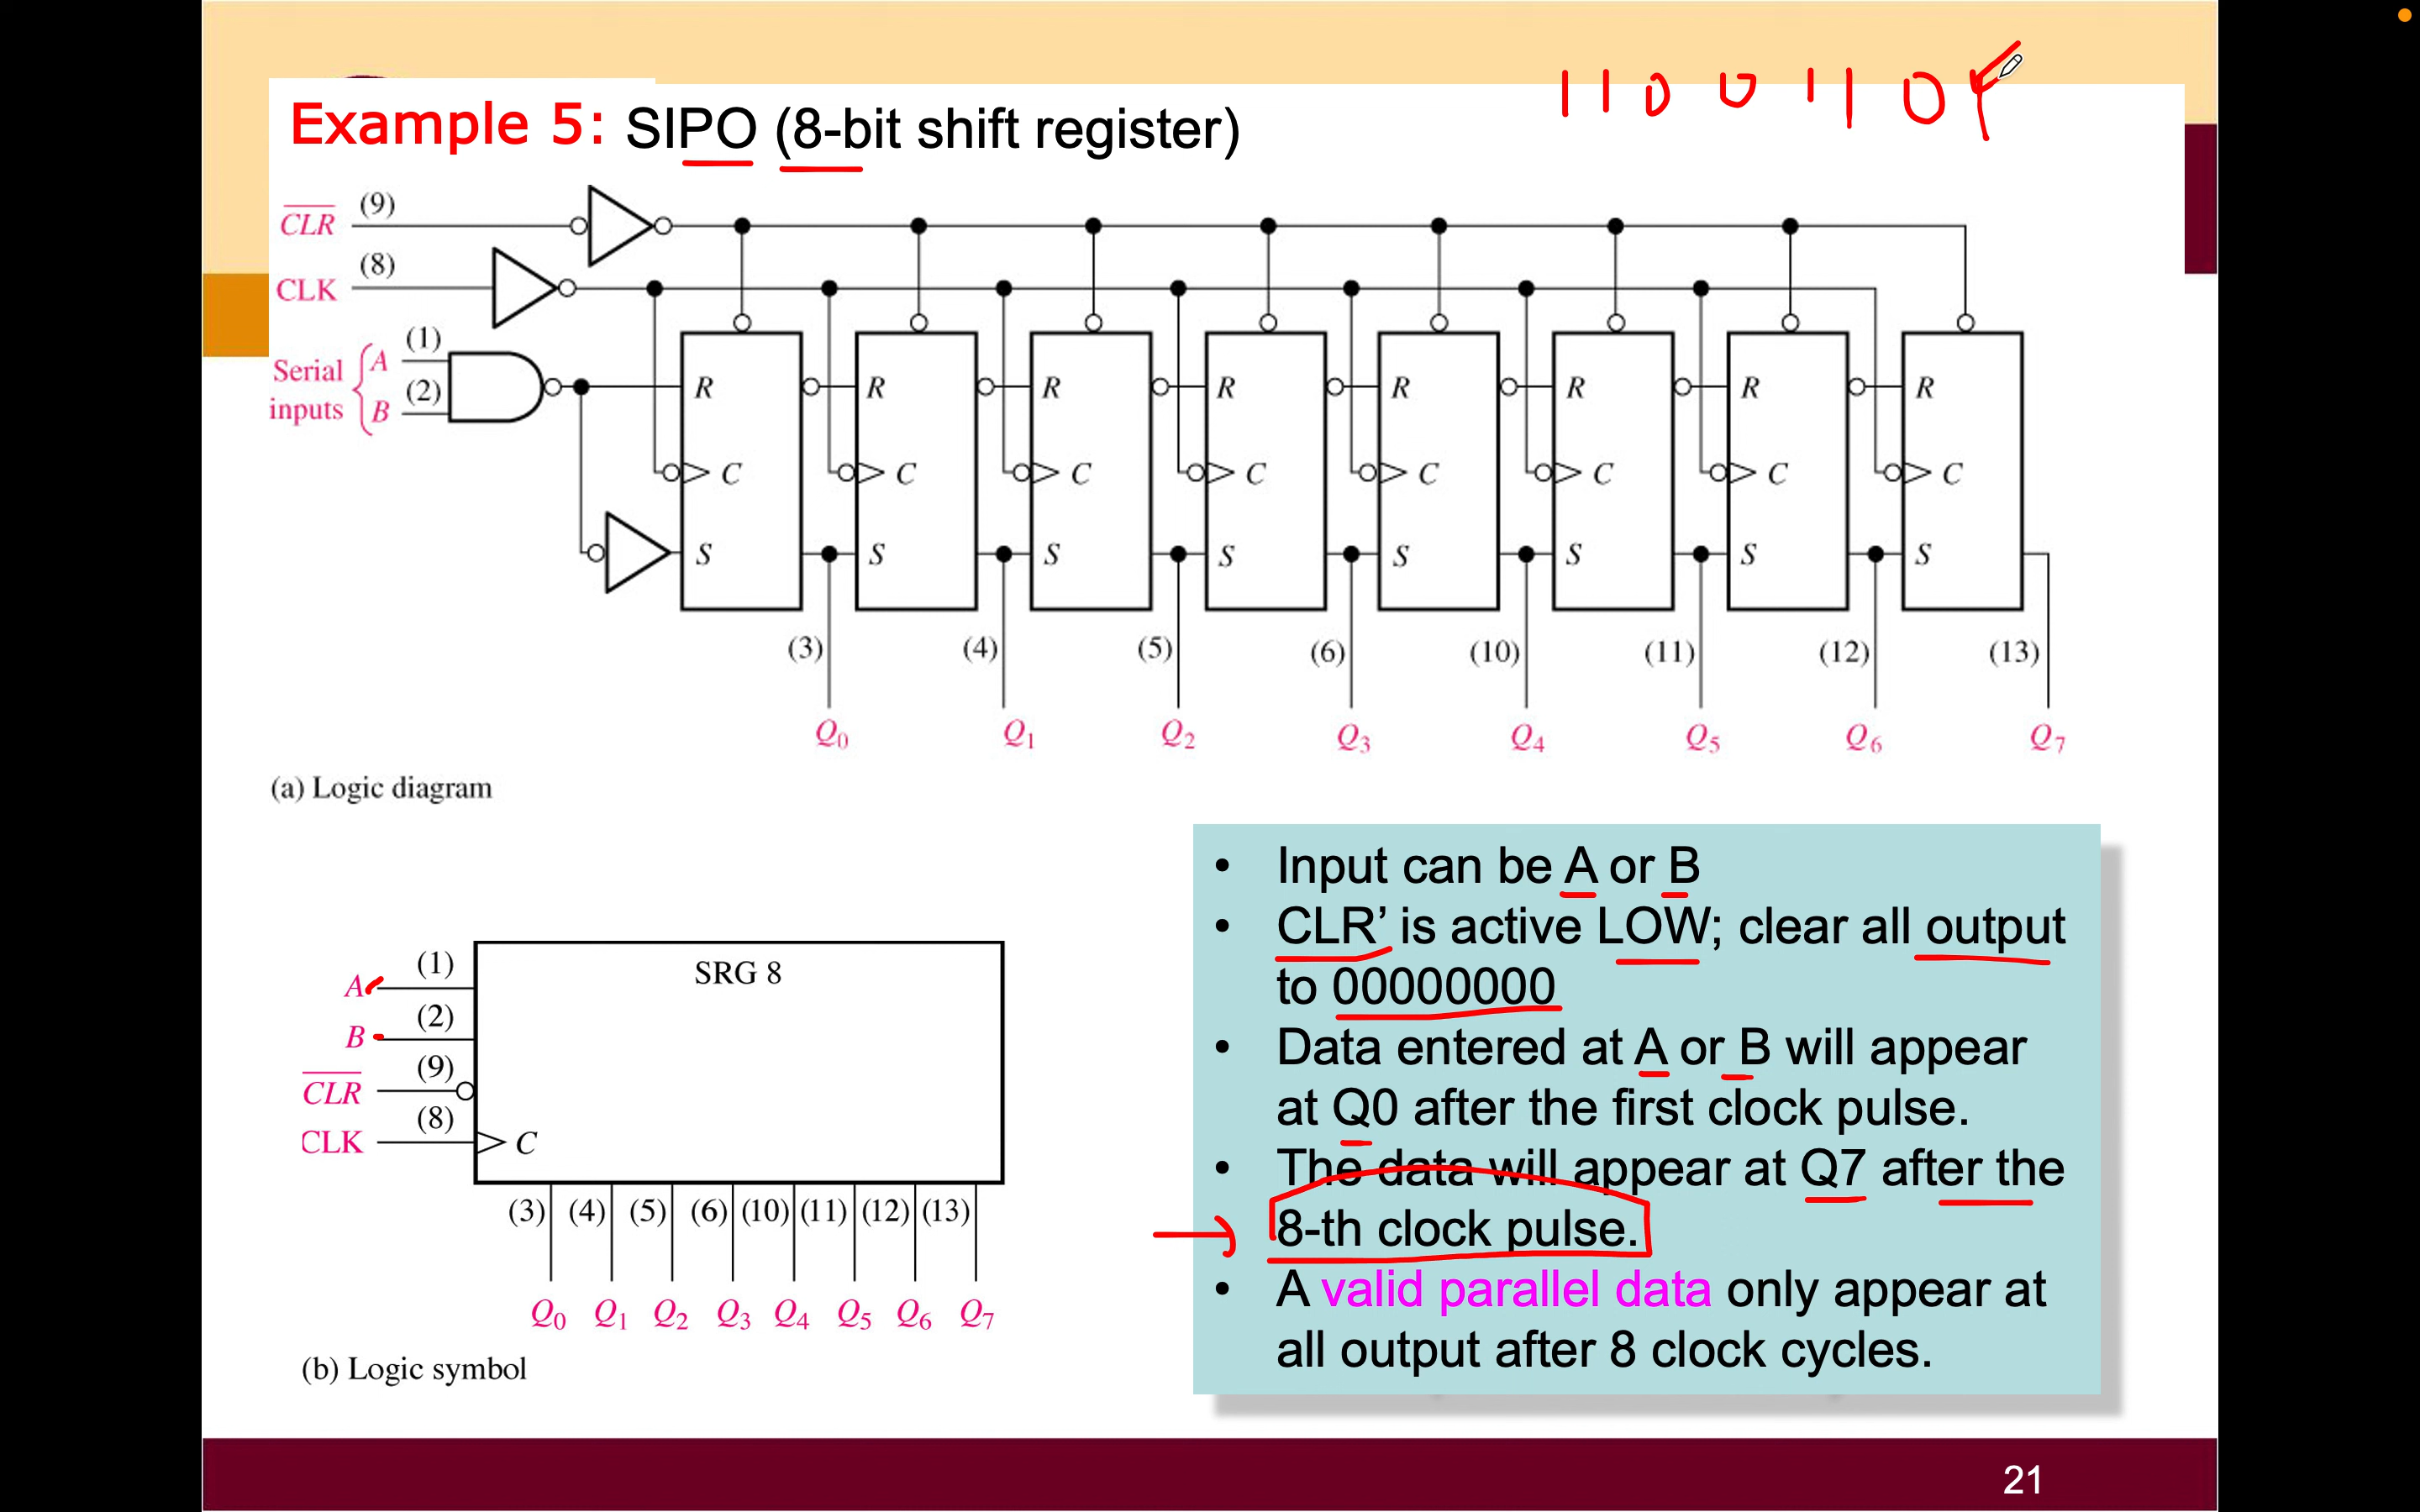 1 1 0 0 1 1 0
Example 5: SIPO (8-bit shift register)
CLR (9)
CLK (8)
Serial inputs A (1)
B (2)
R R R R R R R R
C C C C C C C C
S S S S S S S S
(3) (4) (5) (6) (10) (11) (12) (13)
Q0 Q1 Q2 Q3 Q4 Q5 Q6 Q7
(a) Logic diagram
SRG 8
A (1)
B (2)
CLR (9)
CLK (8) C
(3) (4) (5) (6) (10) (11) (12) (13)
Q0 Q1 Q2 Q3 Q4 Q5 Q6 Q7
(b) Logic symbol
• Input can be A or B
• CLR’ is active LOW; clear all output
to 00000000
• Data entered at A or B will appear
at Q0 after the first clock pulse.
• The data will appear at Q7 after the
8-th clock pulse.
• A valid parallel data only appear at
all output after 8 clock cycles.
21